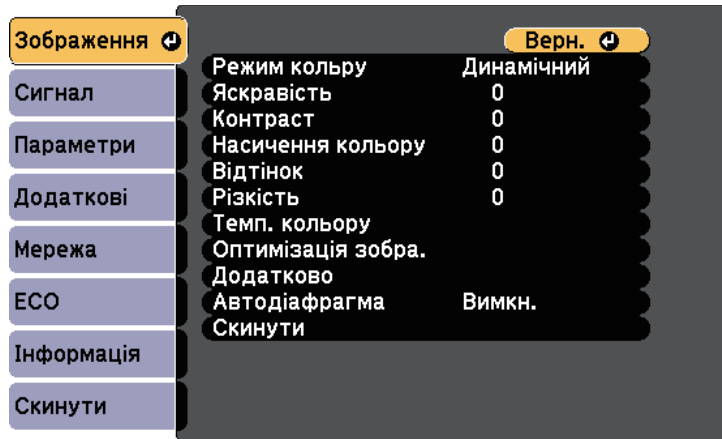 Зображення
Сигнал
Параметри
Додаткові
Мережа
ECO
Інформація
Скинути
Верн.
Режим кольру Динамічний
Яскравість 0
Контраст 0
Насичення кольору 0
Відтінок 0
Різкість 0
Темп. кольору
Оптимізація зобра.
Додатково
Автодіафрагма Вимкн.
Скинути